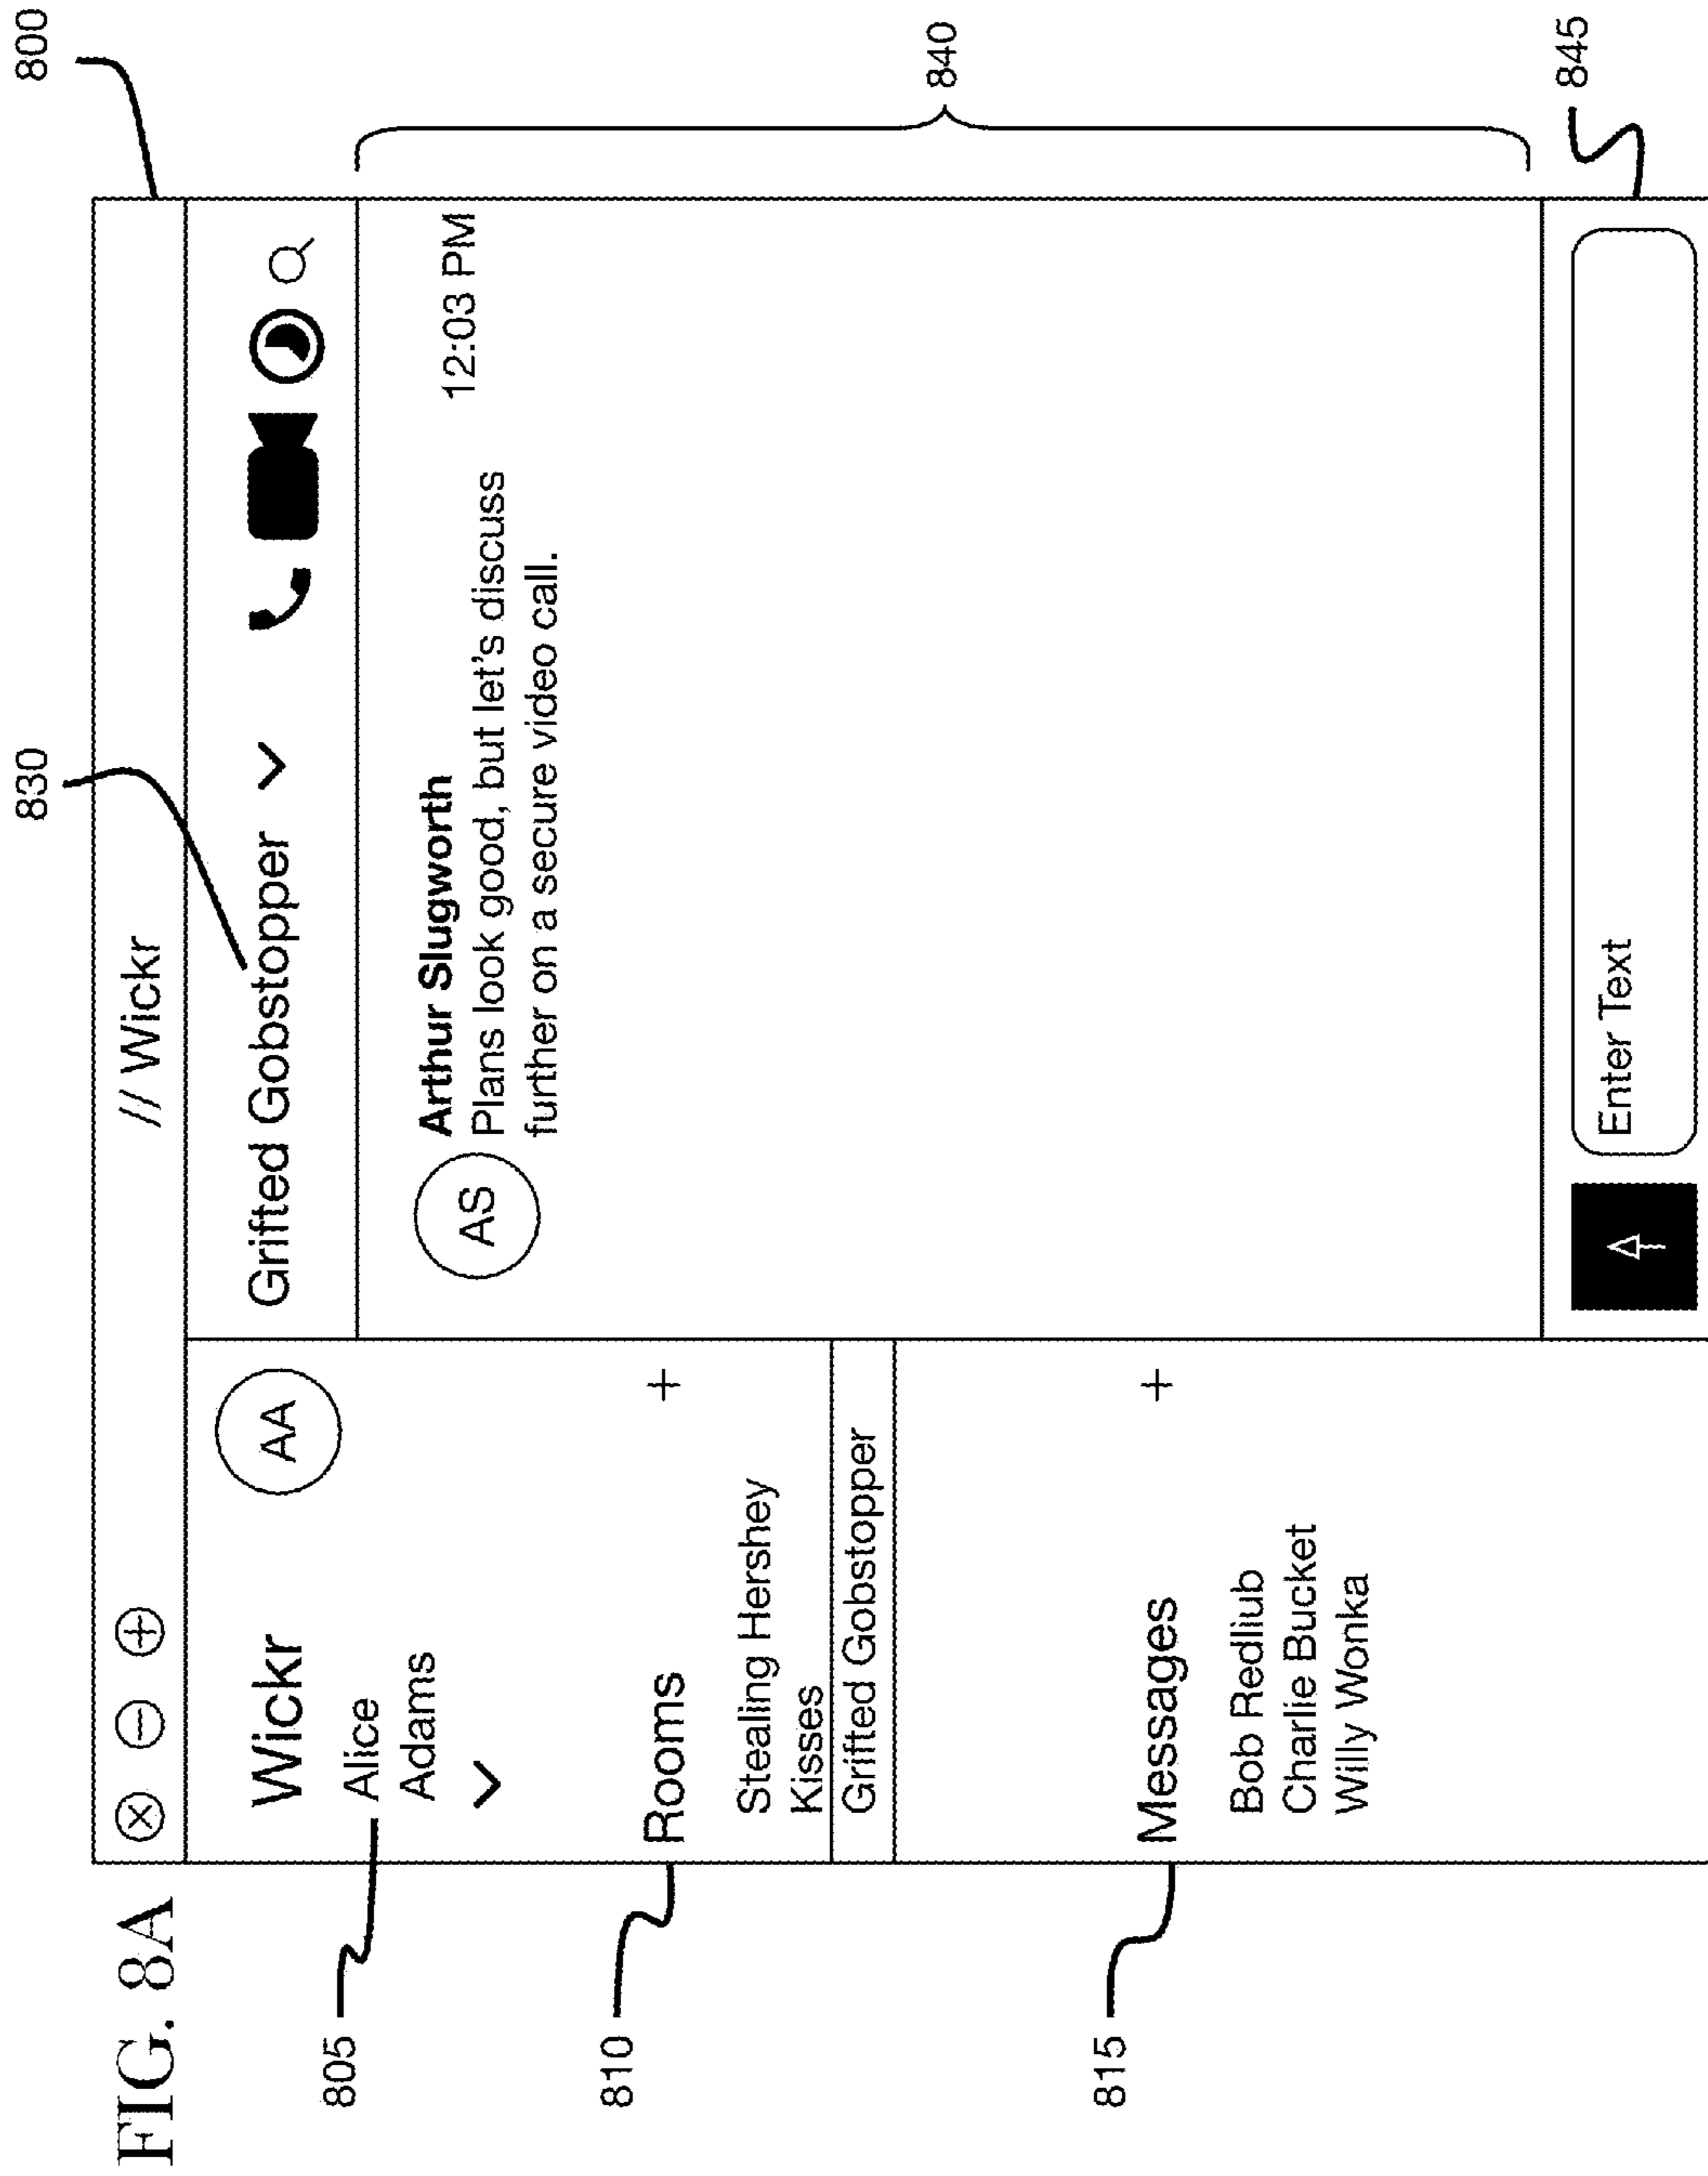 FIG. 8A
800
// Wickr
830
Wickr
AA
Grifted Gobstopper
805
Alice
Adams
Arthur Slugworth
12:03 PM
AS
Plans look good, but let's discuss
further on a secure video call.
810
Rooms
+
Stealing Hershey
Kisses
Grifted Gobstopper
840
815
Messages
+
Bob Redliub
Charlie Bucket
Willy Wonka
Enter Text
845